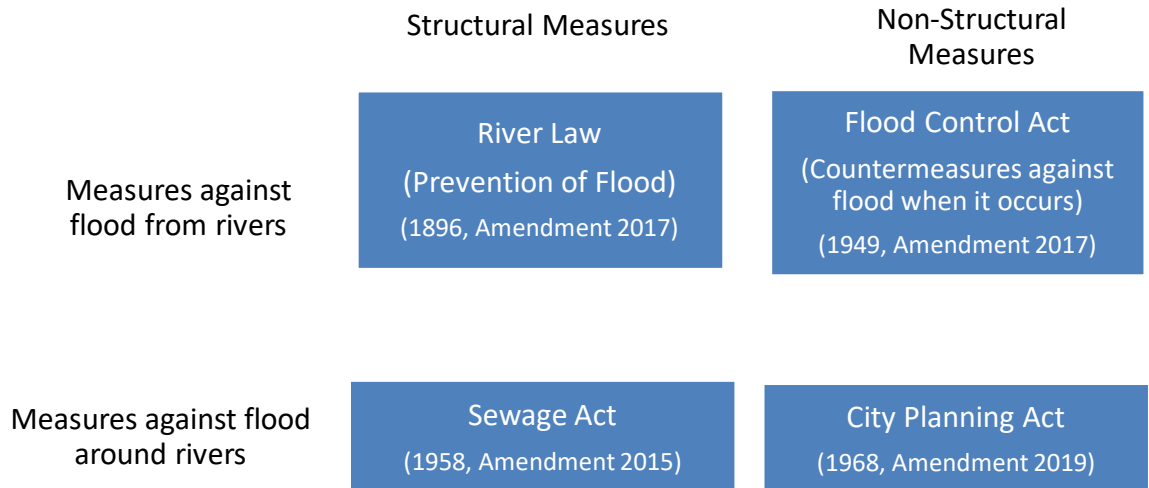 Structural Measures
Non-Structural
Measures
Measures against
flood from rivers
River Law
(Prevention of Flood)
(1896, Amendment 2017)
Flood Control Act
(Countermeasures against
flood when it occurs)
(1949, Amendment 2017)
Measures against flood
around rivers
Sewage Act
(1958, Amendment 2015)
City Planning Act
(1968, Amendment 2019)